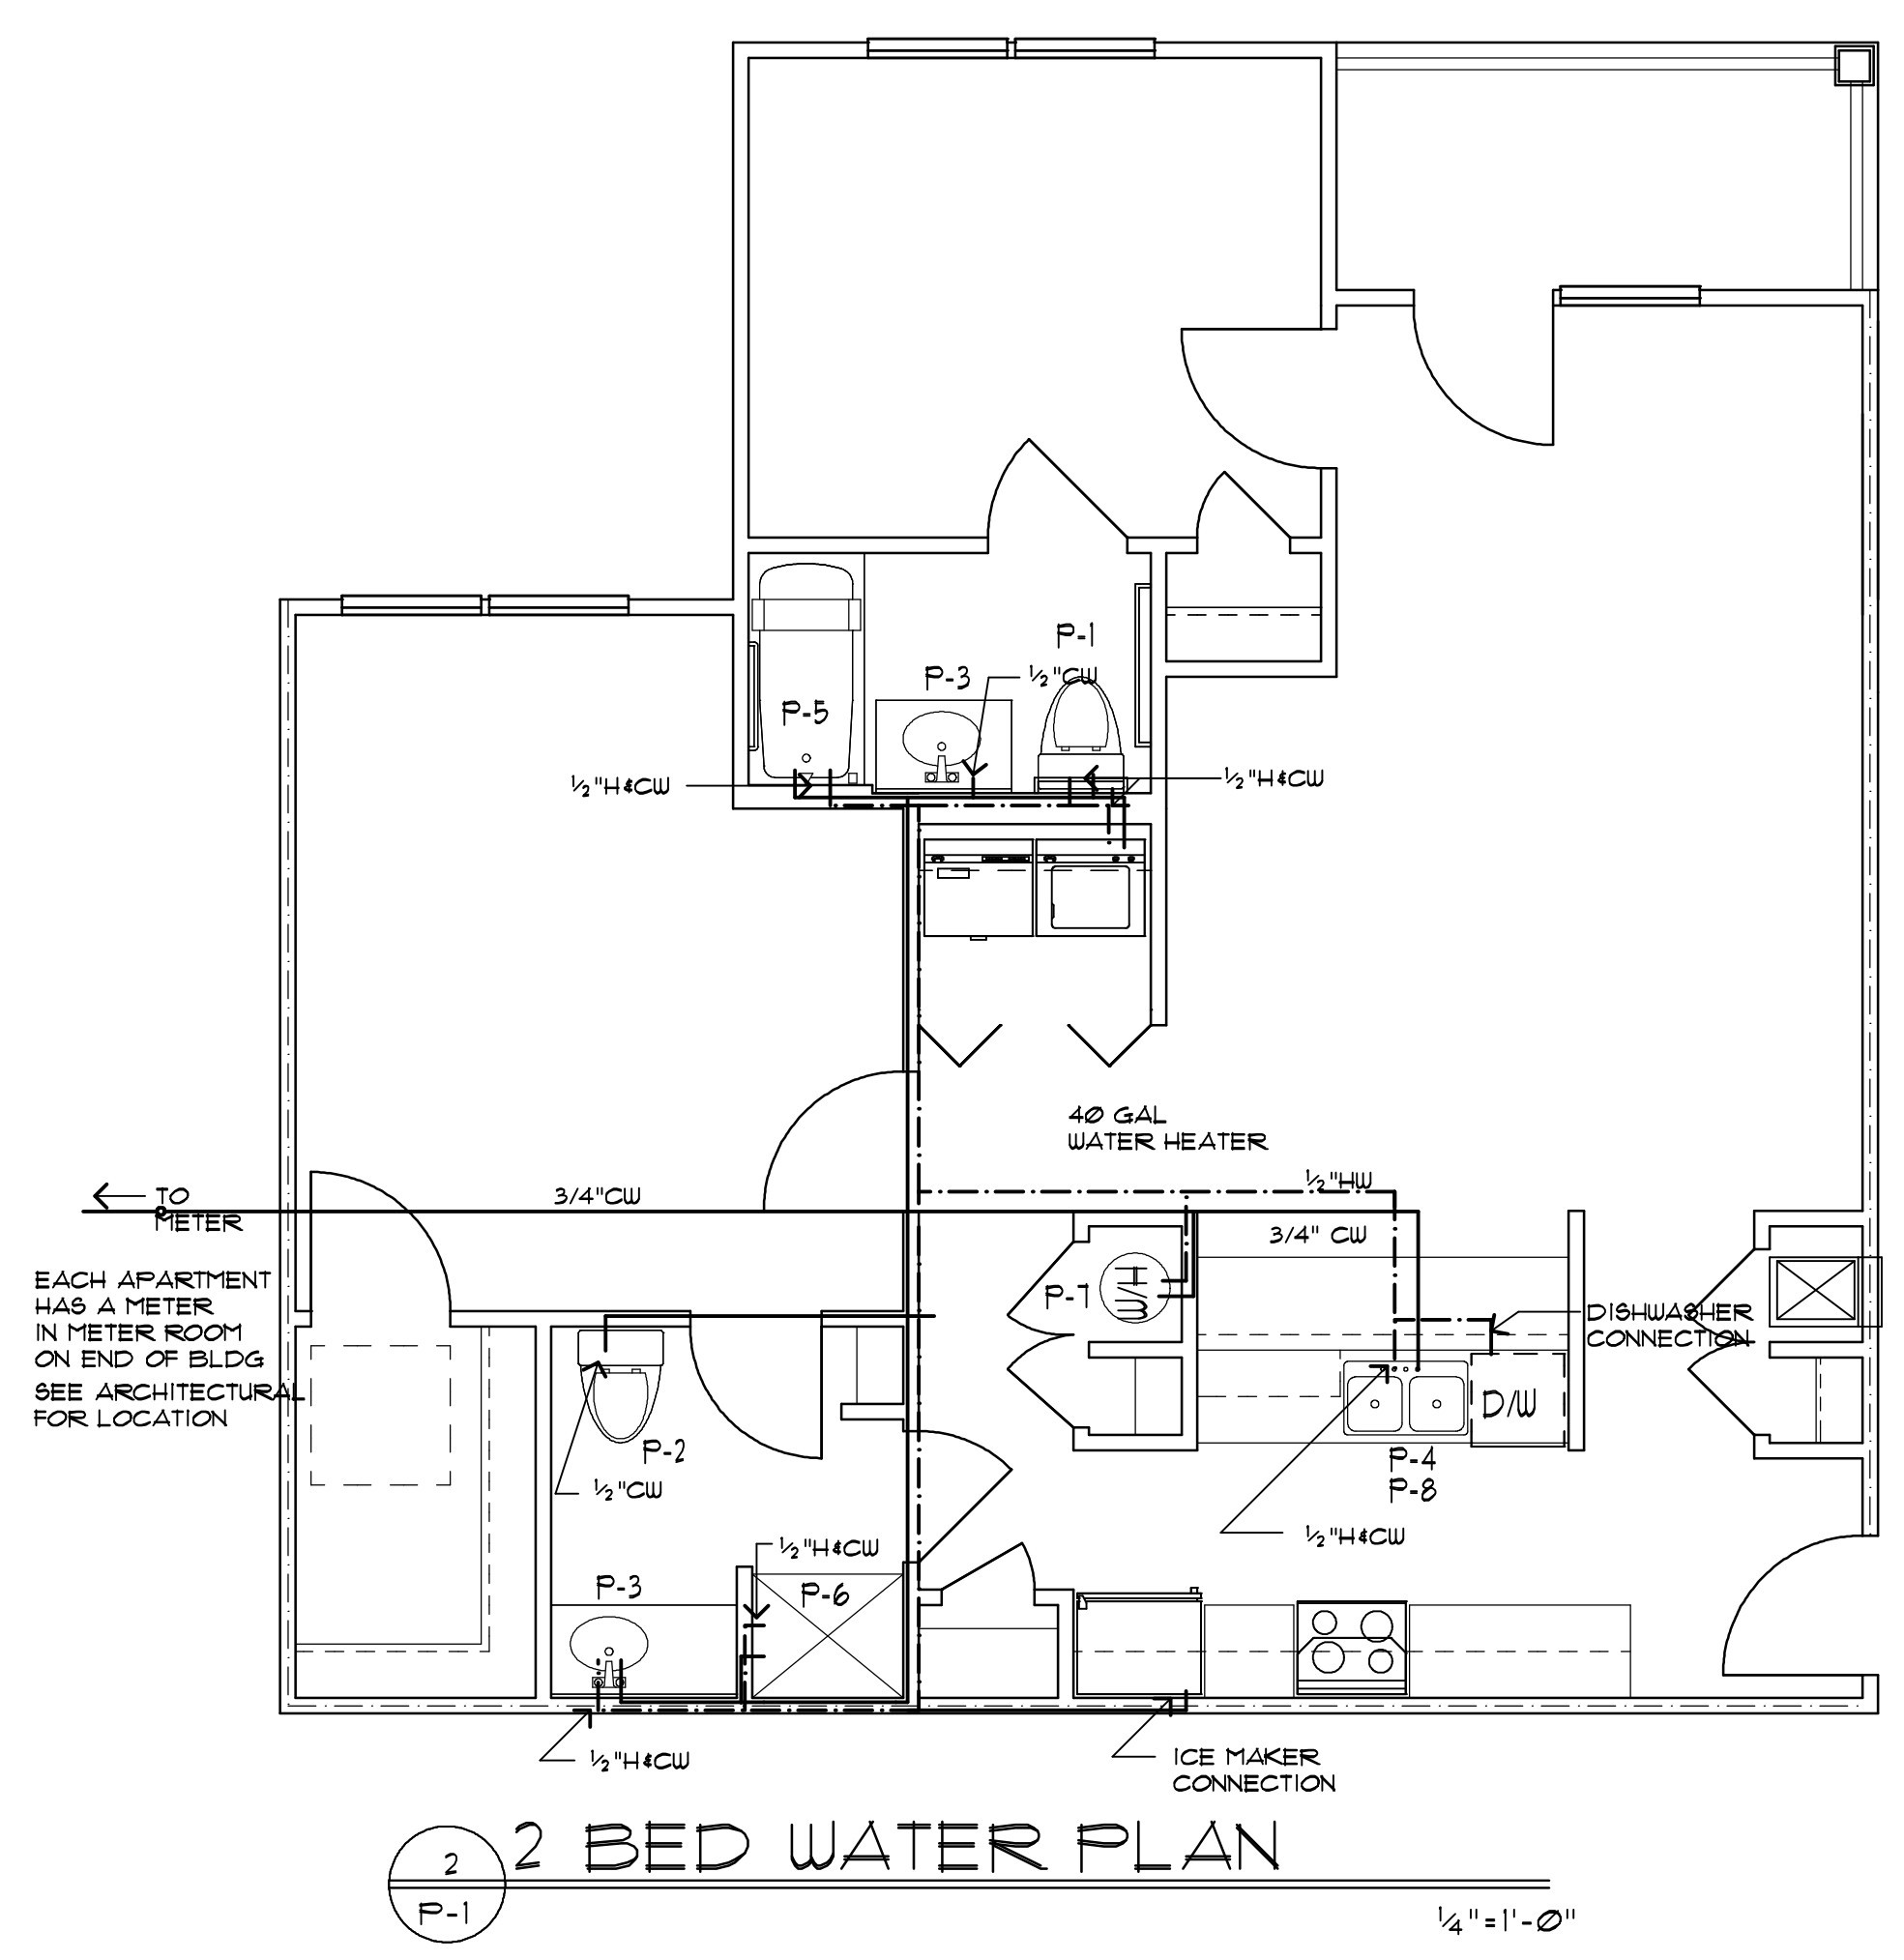 P-1
½"CW
P-3
P-5
½"H&CW
½"H&CW
40 GAL
WATER HEATER
½"HW
TO
METER
3/4"CW
3/4" CW
EACH APARTMENT
HAS A METER
IN METER ROOM
ON END OF BLDG
SEE ARCHITECTURAL
FOR LOCATION
P-7
W/H
DISHWASHER
CONNECTION
D/W
P-2
P-4
P-8
½"CW
½"H&CW
½"H&CW
P-3
P-6
½"H&CW
ICE MAKER
CONNECTION
2 BED WATER PLAN
2
P-1
¼"=1'-0"